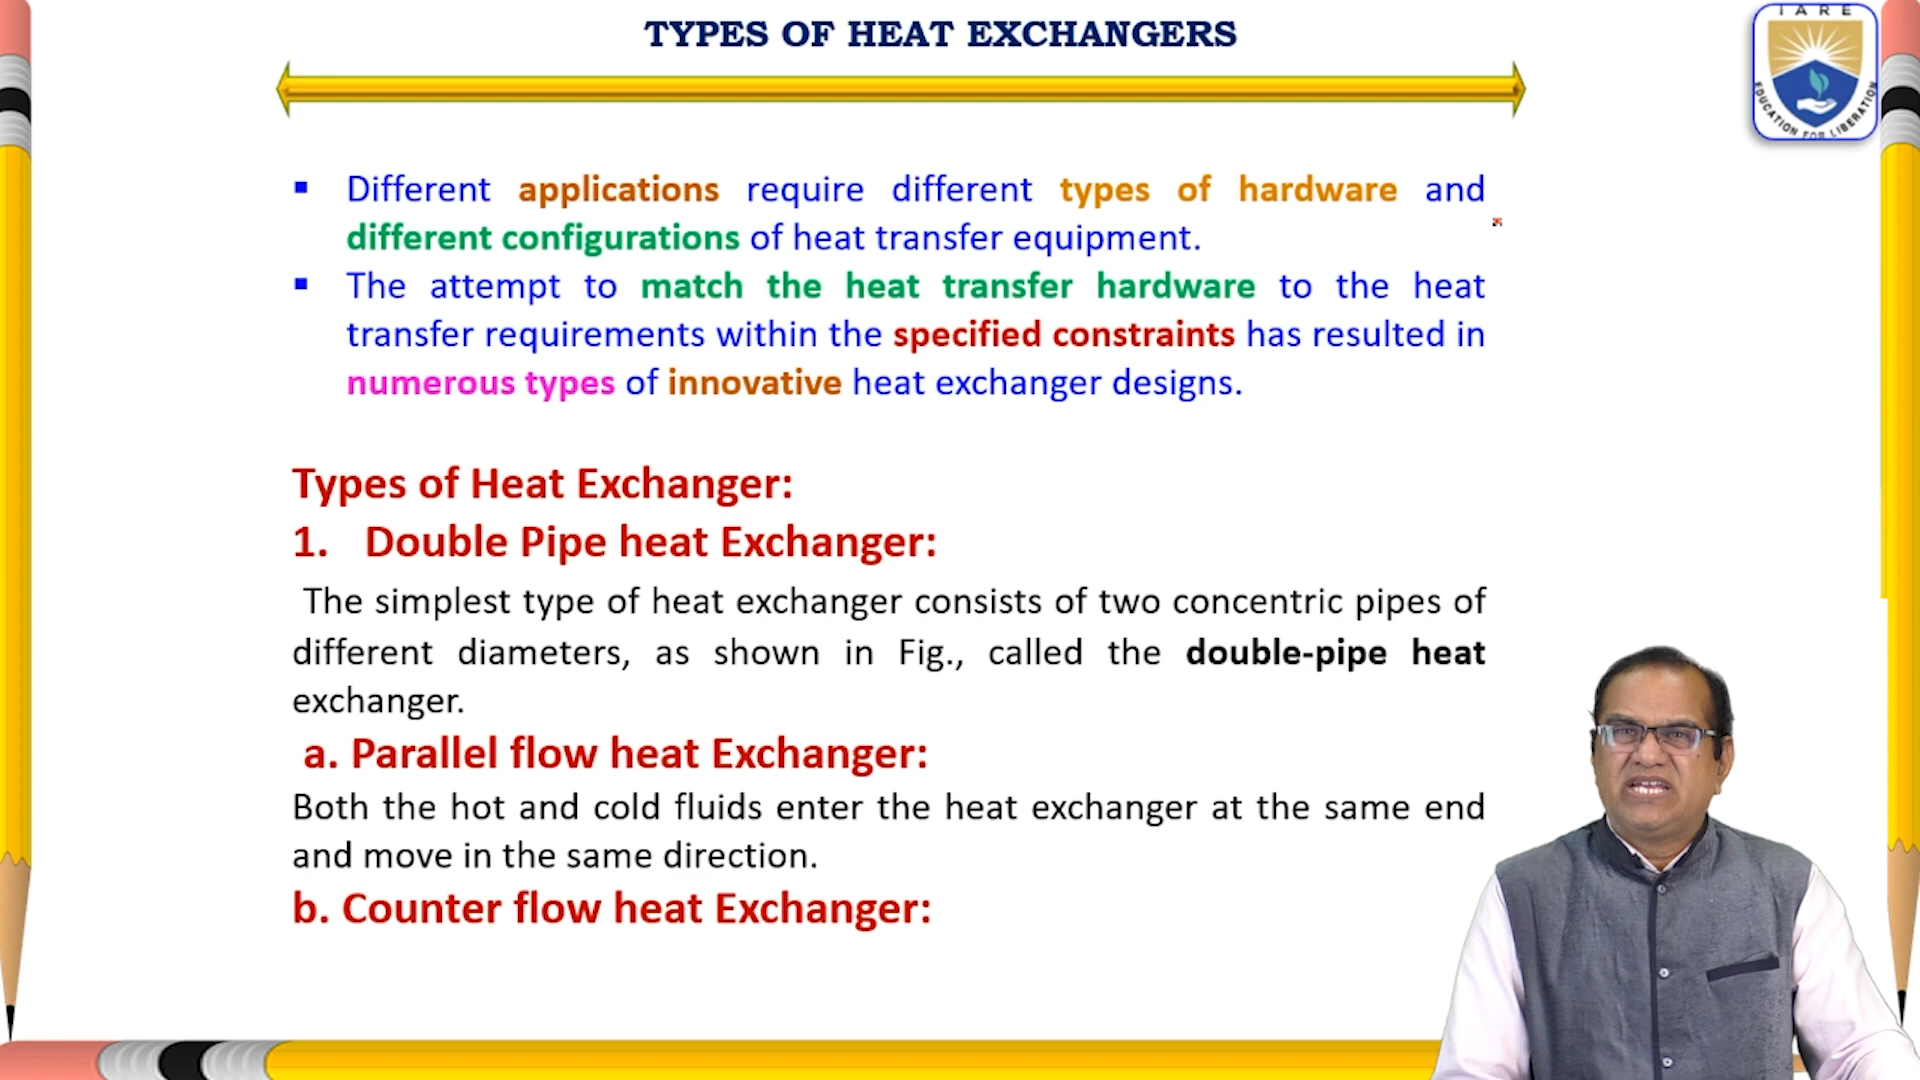 TYPES OF HEAT EXCHANGERS
IARE
EDUCATION FOR LIBERATION
▪ Different applications require different types of hardware and
different configurations of heat transfer equipment.
▪ The attempt to match the heat transfer hardware to the heat
transfer requirements within the specified constraints has resulted in
numerous types of innovative heat exchanger designs.
Types of Heat Exchanger:
1. Double Pipe heat Exchanger:
The simplest type of heat exchanger consists of two concentric pipes of
different diameters, as shown in Fig., called the double-pipe heat
exchanger.
a. Parallel flow heat Exchanger:
Both the hot and cold fluids enter the heat exchanger at the same end
and move in the same direction.
b. Counter flow heat Exchanger: